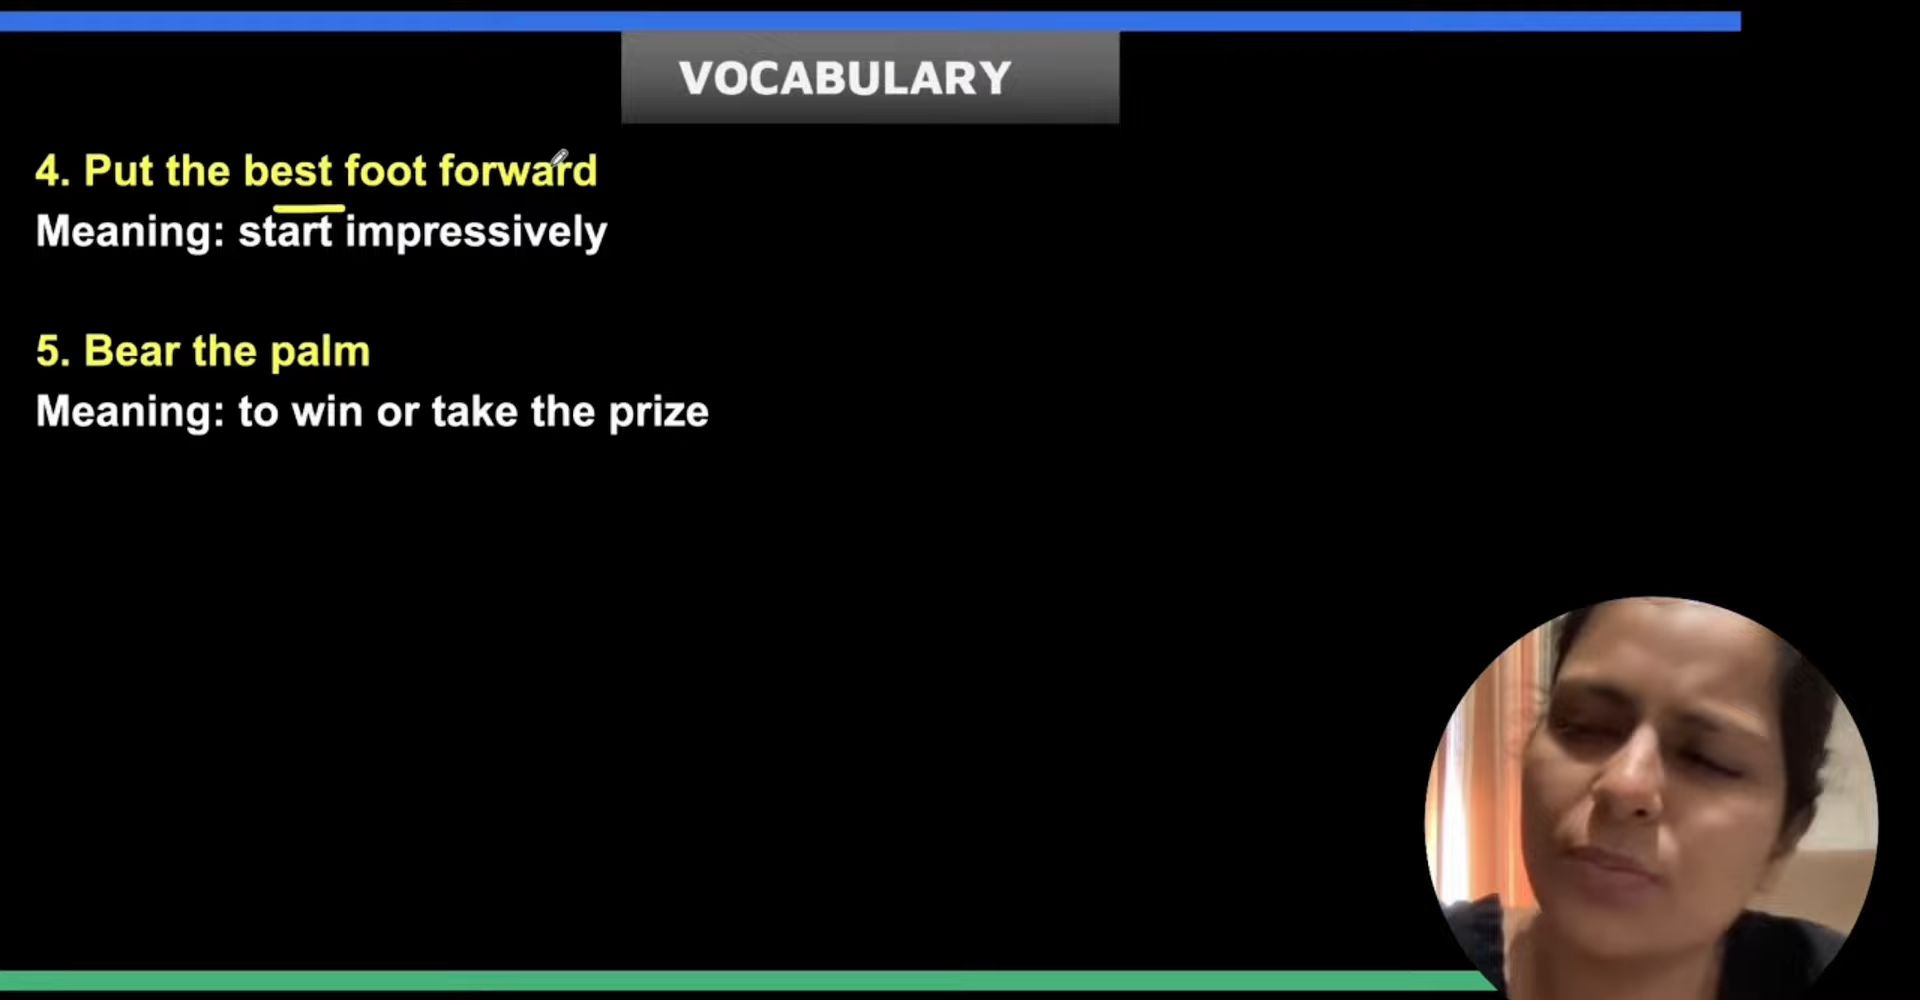 VOCABULARY
4. Put the best foot forward
Meaning: start impressively
5. Bear the palm
Meaning: to win or take the prize